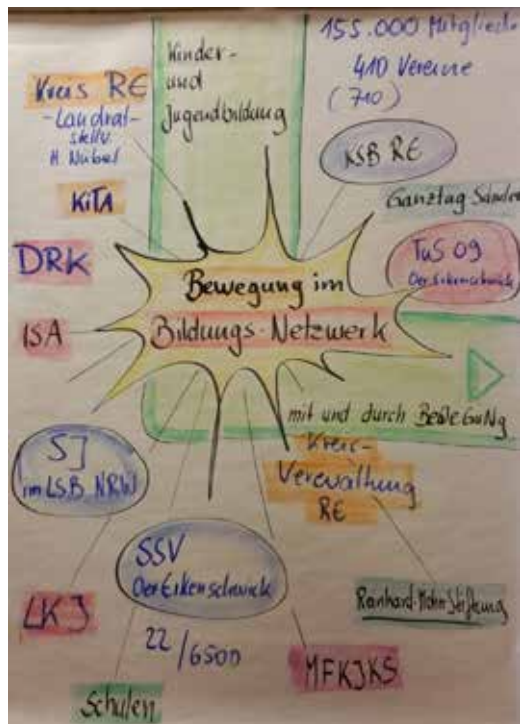 155.000 Mitglieder
410 Vereine
(710)
Kinder-
und
Jugendbildung
Kreis RE
-Landrat-
stellv.
H. Nübel
KSB RE
KiTA
Ganztag
TuS 09
Oer-Erkenschwick
DRK
Bewegung im
Bildungs-Netzwerk
ISA
mit und durch BEWEGUNG
Kreis-
Verwaltung
RE
SJ
im LSB NRW
SSV
Oer Erkenschwick
22/6500
Reinhard-Mohn Stiftung
LKJ
MFKJKS
Schulen